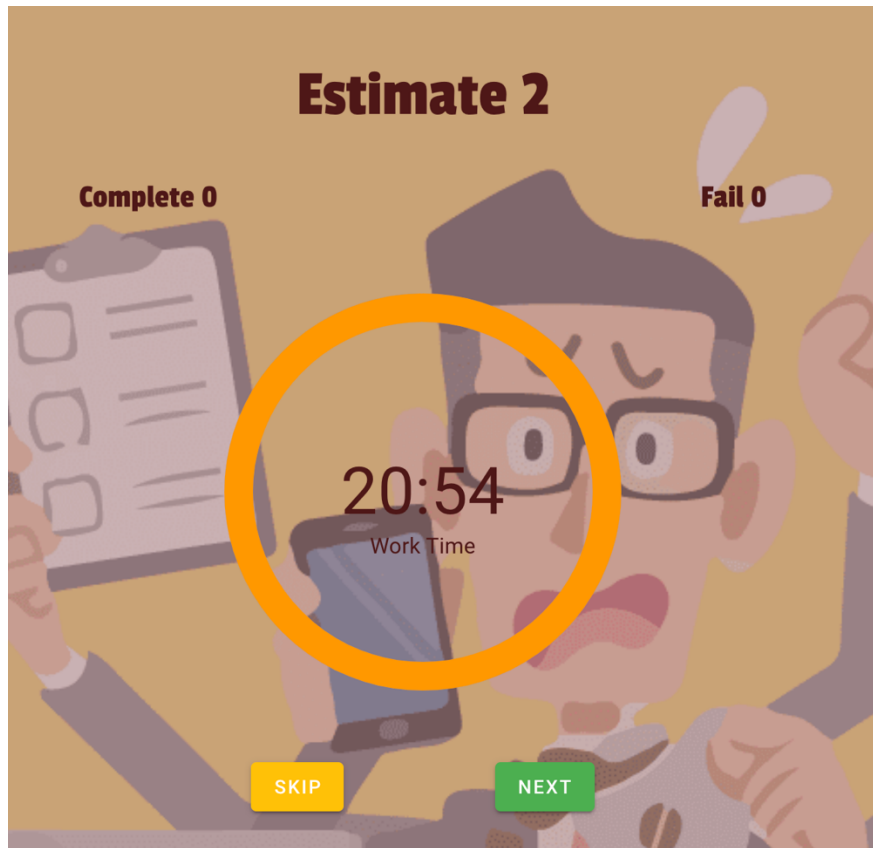 Estimate 2
Complete 0
Fail 0
20:54
Work Time
SKIP
NEXT